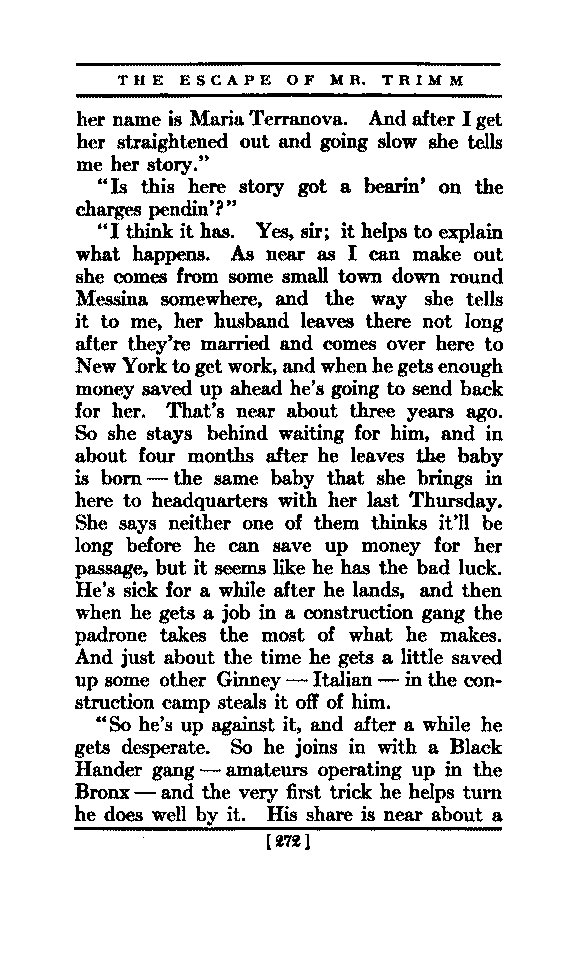 THE ESCAPE OF MR. TRIMM
her name is Maria Terranova. And after I get
her straightened out and going slow she tells
me her story."
"Is this here story got a bearin' on the
charges pendin'?"
"I think it has. Yes, sir; it helps to explain
what happens. As near as I can make out
she comes from some small town down round
Messina somewhere, and the way she tells
it to me, her husband leaves there not long
after they're married and comes over here to
New York to get work, and when he gets enough
money saved up ahead he's going to send back
for her. That's near about three years ago.
So she stays behind waiting for him, and in
about four months after he leaves the baby
is born — the same baby that she brings in
here to headquarters with her last Thursday.
She says neither one of them thinks it'll be
long before he can save up money for her
passage, but it seems like he has the bad luck.
He's sick for a while after he lands, and then
when he gets a job in a construction gang the
padrone takes the most of what he makes.
And just about the time he gets a little saved
up some other Ginney — Italian — in the con-
struction camp steals it off of him.
"So he's up against it, and after a while he
gets desperate. So he joins in with a Black
Hander gang — amateurs operating up in the
Bronx — and the very first trick he helps turn
he does well by it. His share is near about a
[272]